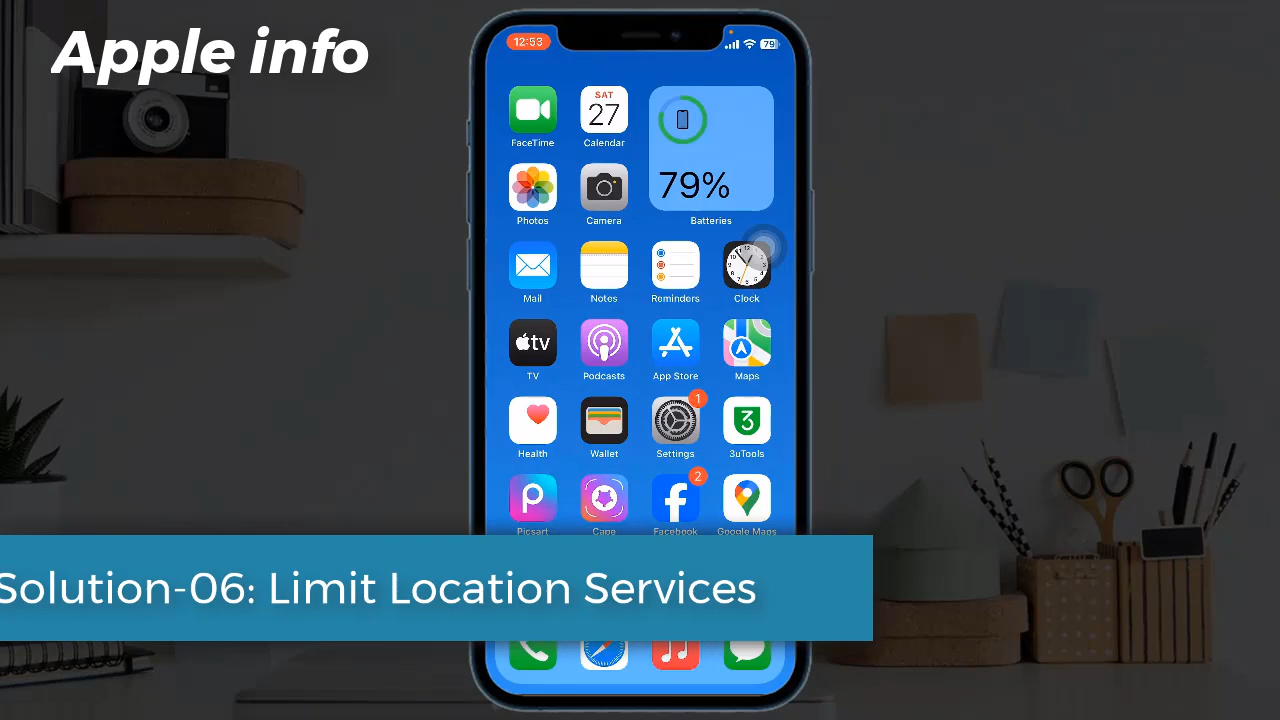 Apple info
12:53
79
SAT
27
FaceTime
Calendar
79%
Batteries
Photos
Camera
12
Mail
Notes
Reminders
Clock
tv
TV
Podcasts
App Store
Maps
1
3
Health
Wallet
Settings
3uTools
2
Picsart
Cape
Facebook
Google Maps
Solution-06: Limit Location Services